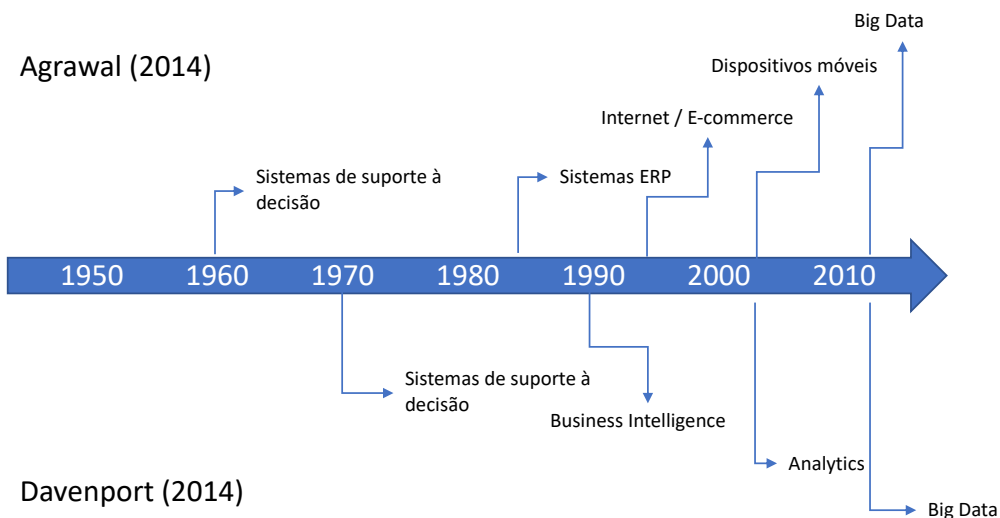 Big Data
Agrawal (2014)
Dispositivos móveis
Internet / E-commerce
Sistemas de suporte à
decisão
Sistemas ERP
1950 1960 1970 1980 1990 2000 2010
Sistemas de suporte à
decisão
Business Intelligence
Analytics
Davenport (2014)
Big Data